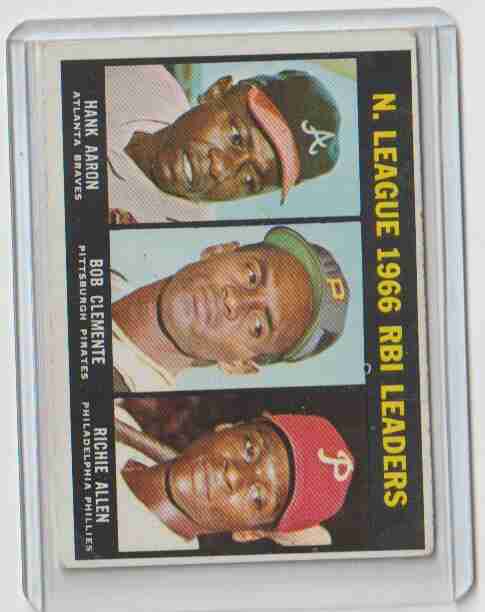 N. LEAGUE 1966 RBI LEADERS
A
P
P
HANK AARON
ATLANTA BRAVES
BOB CLEMENTE
PITTSBURGH PIRATES
RICHIE ALLEN
PHILADELPHIA PHILLIES